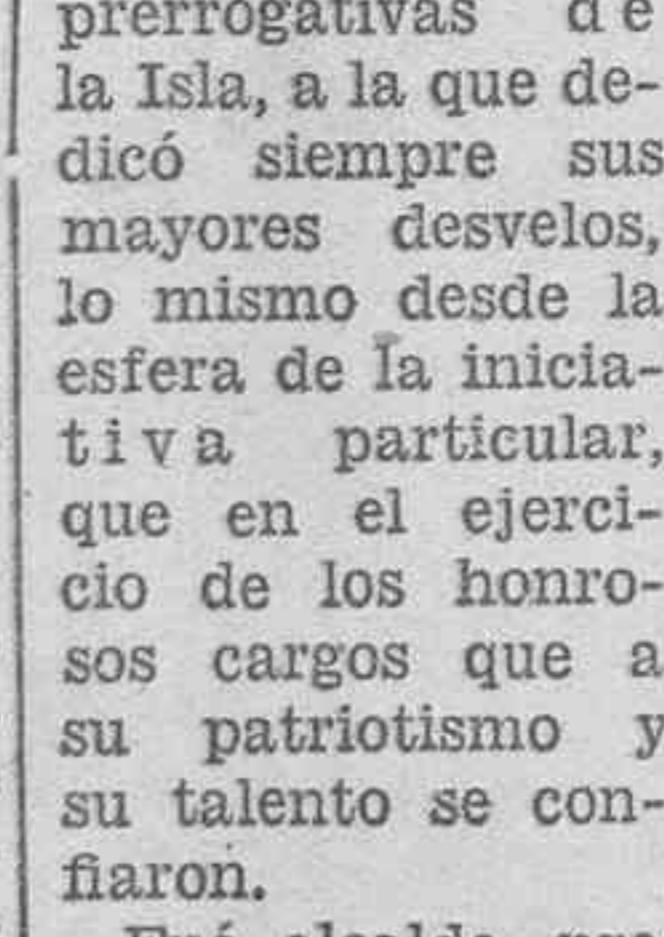 prerrogativas de
la Isla, a la que de-
dicó siempre sus
mayores desvelos,
lo mismo desde la
esfera de la inicia-
tiva particular,
que en el ejerci-
cio de los honro-
sos cargos que a
su patriotismo y
su talento se con-
fiaron.